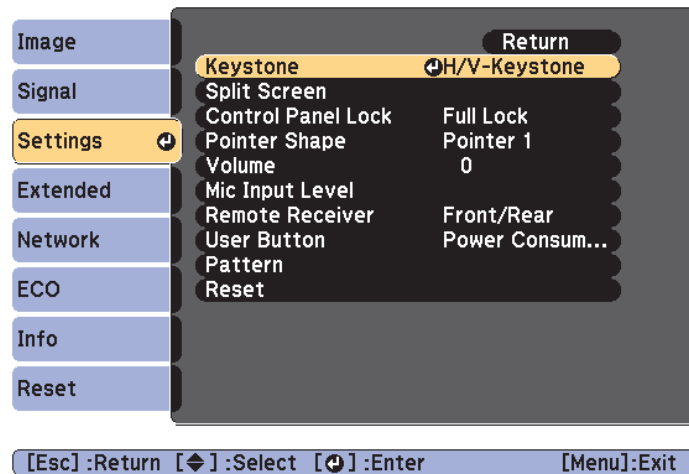 Image
Signal
Settings
Extended
Network
ECO
Info
Reset
Return
Keystone H/V-Keystone
Split Screen
Control Panel Lock Full Lock
Pointer Shape Pointer 1
Volume 0
Mic Input Level
Remote Receiver Front/Rear
User Button Power Consum...
Pattern
Reset
[Esc] :Return [◆] :Select [⏎] :Enter [Menu]:Exit